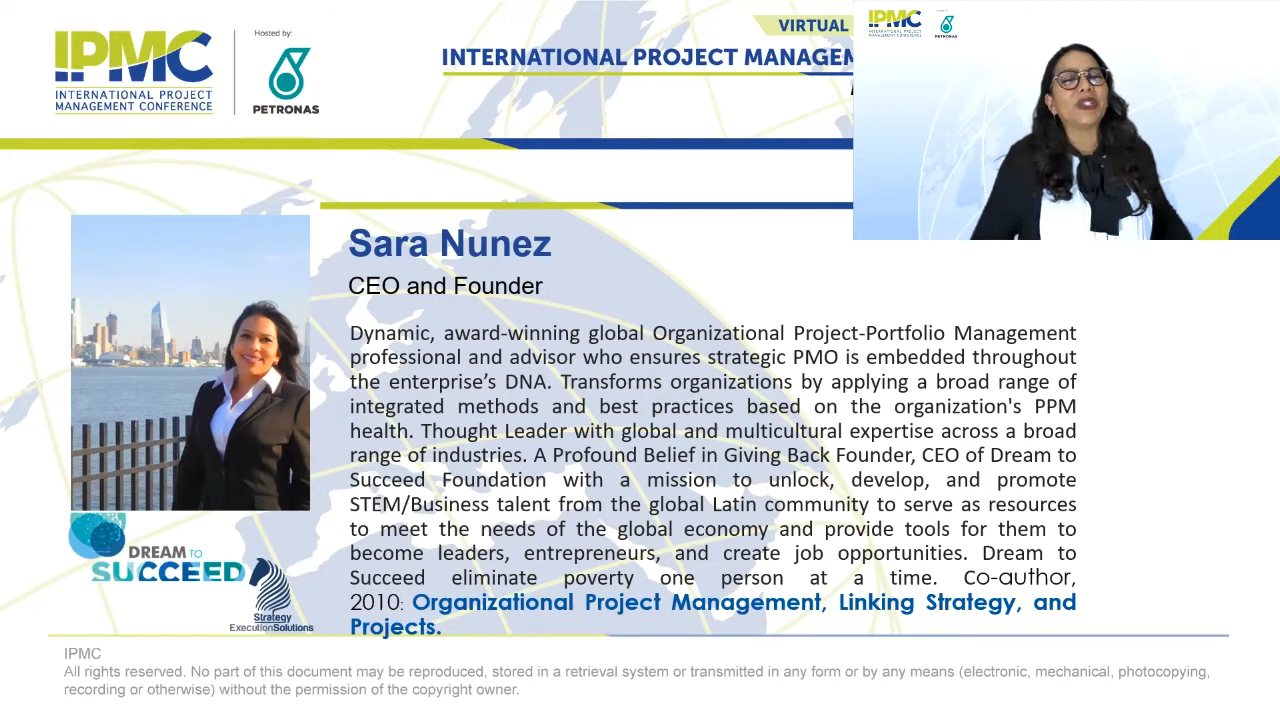 IPMC
INTERNATIONAL PROJECT
MANAGEMENT CONFERENCE
Hosted by:
PETRONAS
VIRTUAL
INTERNATIONAL PROJECT MANAGEM
IPMC
INTERNATIONAL PROJECT
MANAGEMENT CONFERENCE
PETRONAS
Sara Nunez
CEO and Founder
Dynamic, award-winning global Organizational Project-Portfolio Management
professional and advisor who ensures strategic PMO is embedded throughout
the enterprise’s DNA. Transforms organizations by applying a broad range of
integrated methods and best practices based on the organization's PPM
health. Thought Leader with global and multicultural expertise across a broad
range of industries. A Profound Belief in Giving Back Founder, CEO of Dream to
Succeed Foundation with a mission to unlock, develop, and promote
STEM/Business talent from the global Latin community to serve as resources
to meet the needs of the global economy and provide tools for them to
become leaders, entrepreneurs, and create job opportunities. Dream to
Succeed eliminate poverty one person at a time. Co-author,
2010: Organizational Project Management, Linking Strategy, and
Projects.
DREAM TO
SUCCEED
Strategy
ExecutionSolutions
IPMC
All rights reserved. No part of this document may be reproduced, stored in a retrieval system or transmitted in any form or by any means (electronic, mechanical, photocopying,
recording or otherwise) without the permission of the copyright owner.